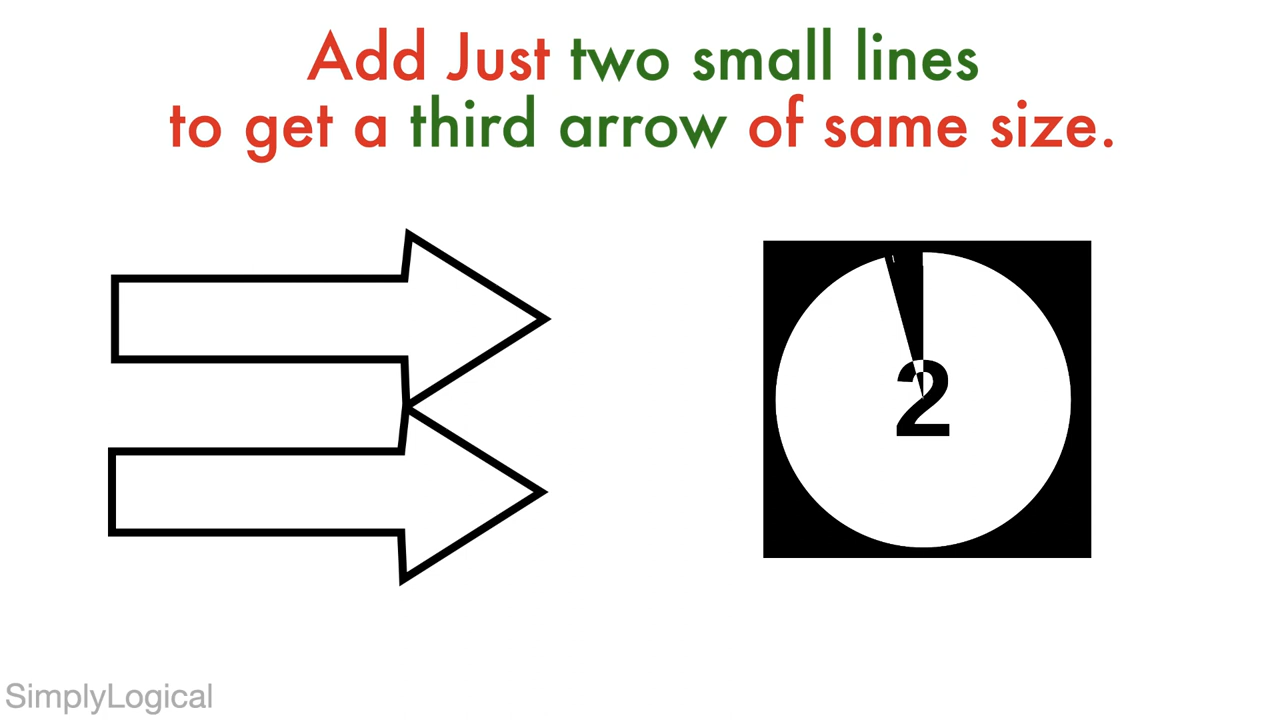 Add Just two small lines
to get a third arrow of same size.
2
SimplyLogical